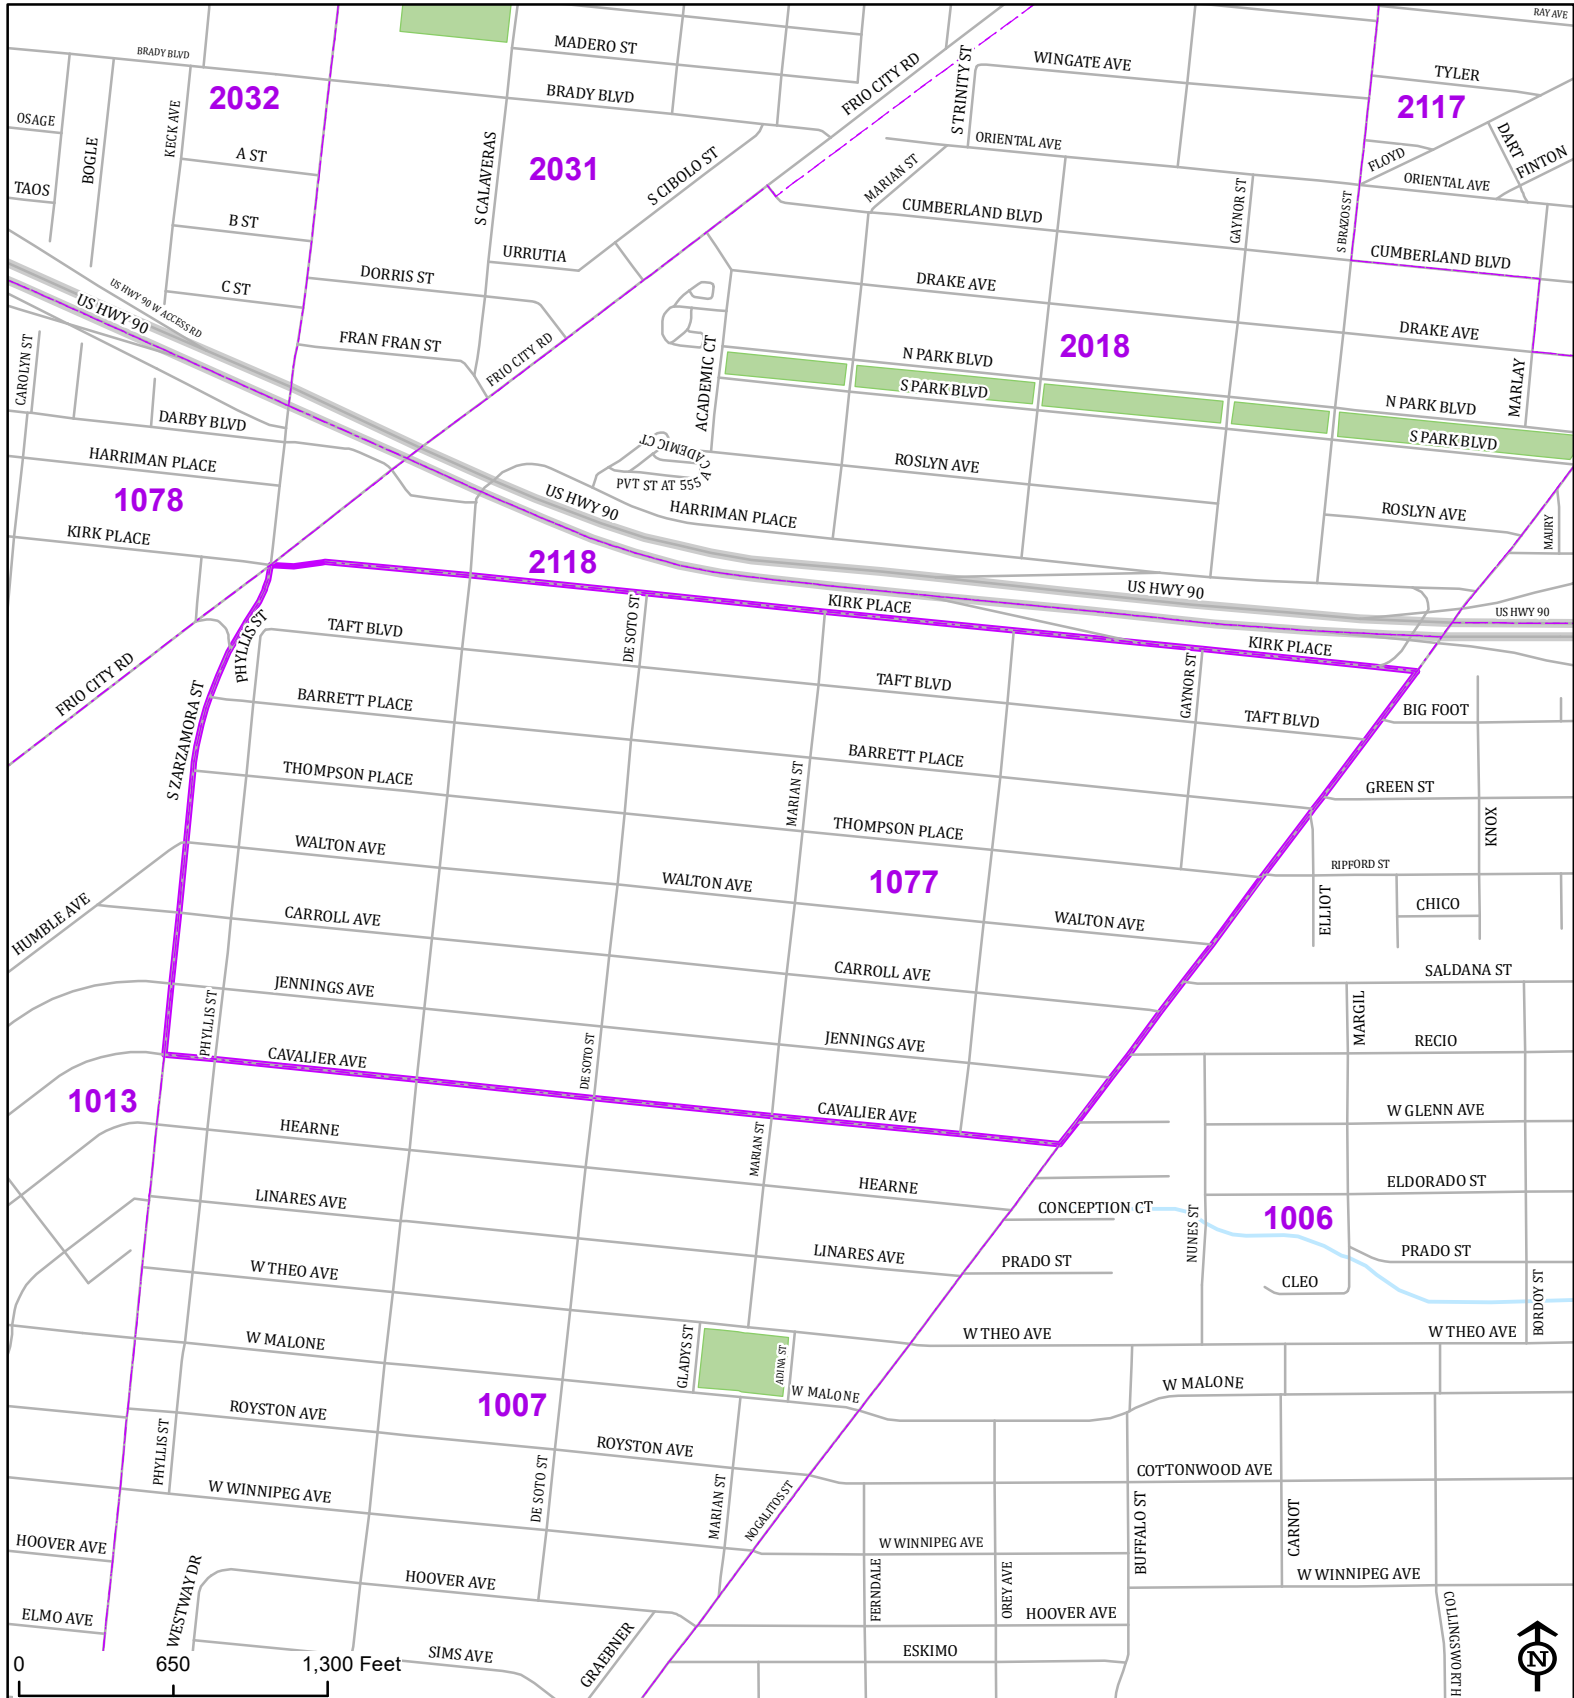 RAY AVE
MADERO ST
BRADY BLVD
FRIO CITY RD
S TRINITY ST
WINGATE AVE
TYLER
2032
BRADY BLVD
2117
OSAGE
KECK AVE
BOGLE
A ST
S CALAVERAS
2031
S CIBOLO ST
ORIENTAL AVE
DART
FINTON
FLOYD
ORIENTAL AVE
TAOS
MARIAN ST
B ST
CUMBERLAND BLVD
GAYNOR ST
S BRAZOS ST
CUMBERLAND BLVD
URRUTIA
DORRIS ST
C ST
US HWY 90 W ACCESS RD
US HWY 90
DRAKE AVE
DRAKE AVE
FRAN FRAN ST
FRIO CITY RD
2018
N PARK BLVD
S PARK BLVD
ACADEMIC CT
CAROLYN ST
MARLAY
N PARK BLVD
S PARK BLVD
DARBY BLVD
HARRIMAN PLACE
ACADEMIC CT
PVT ST AT 555
ROSLYN AVE
1078
US HWY 90
HARRIMAN PLACE
ROSLYN AVE
MAURY
KIRK PLACE
2118
US HWY 90
KIRK PLACE
US HWY 90
KIRK PLACE
PHYLLIS ST
TAFT BLVD
DE SOTO ST
FRIO CITY RD
S ZARZAMORA ST
BARRETT PLACE
TAFT BLVD
GAYNOR ST
TAFT BLVD
BIG FOOT
THOMPSON PLACE
BARRETT PLACE
MARIAN ST
GREEN ST
THOMPSON PLACE
KNOX
WALTON AVE
WALTON AVE
1077
RIPFORD ST
CHICO
ELLIOT
HUMBLE AVE
CARROLL AVE
WALTON AVE
CARROLL AVE
SALDANA ST
JENNINGS AVE
PHYLLIS ST
MARGIL
JENNINGS AVE
RECIO
CAVALIER AVE
DE SOTO ST
1013
CAVALIER AVE
W GLENN AVE
HEARNE
MARIAN ST
HEARNE
ELDORADO ST
LINARES AVE
CONCEPTION CT
NUNES ST
1006
LINARES AVE
PRADO ST
PRADO ST
W THEO AVE
CLEO
BORDOY ST
W THEO AVE
W THEO AVE
W MALONE
GLADYS ST
ADINA ST
W MALONE
W MALONE
1007
ROYSTON AVE
ROYSTON AVE
PHYLLIS ST
COTTONWOOD AVE
W WINNIPEG AVE
DE SOTO ST
MARIAN ST
NOGALITOS ST
BUFFALO ST
CARNOT
HOOVER AVE
W WINNIPEG AVE
W WINNIPEG AVE
HOOVER AVE
FERNDALE
OREY AVE
HOOVER AVE
ELMO AVE
WESTWAY DR
COLLINGSWORTH
SIMS AVE
GRAEBNER
ESKIMO
0 650 1,300 Feet
N